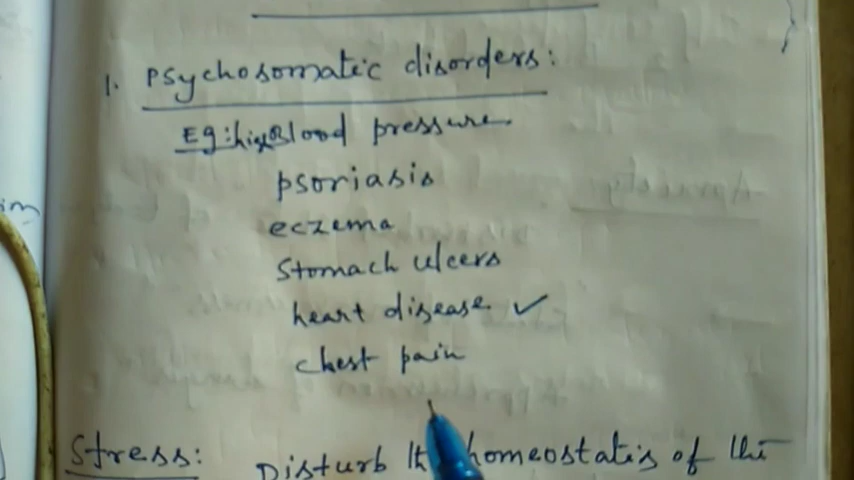 1. Psychosomatic disorders:
Eg: high Blood pressure
psoriasis
eczema
Stomach ulcers
heart disease ✓
chest pain
Stress: Disturb the homeostatis of the